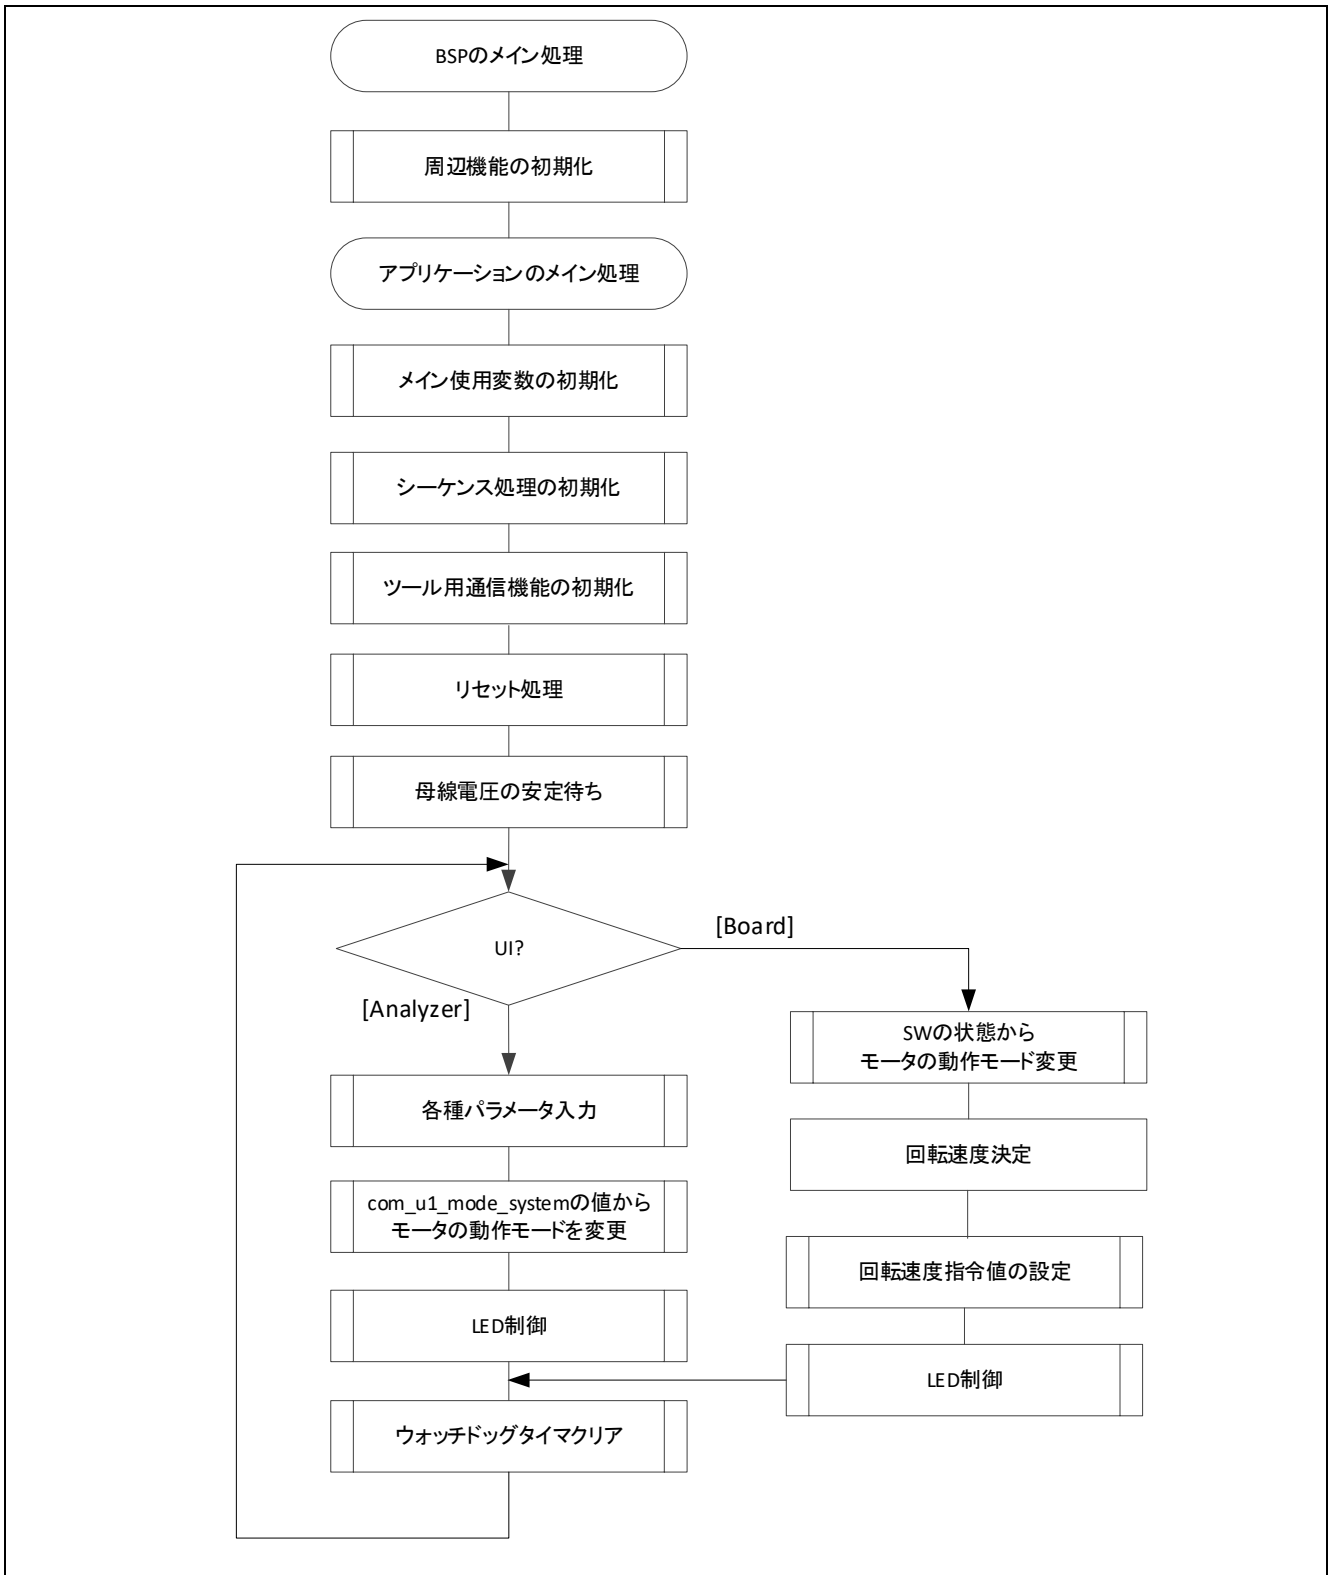 BSPのメイン処理
周辺機能の初期化
アプリケーションのメイン処理
メイン使用変数の初期化
シーケンス処理の初期化
ツール用通信機能の初期化
リセット処理
母線電圧の安定待ち
UI?
[Board]
[Analyzer]
SWの状態から
モータの動作モード変更
回転速度決定
回転速度指令値の設定
LED制御
各種パラメータ入力
com_u1_mode_systemの値から
モータの動作モードを変更
LED制御
ウォッチドッグタイマクリア